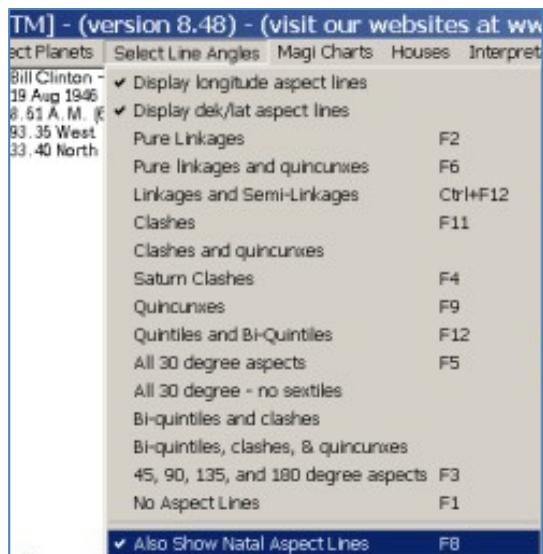 TM] - (version 8.48) - (visit our websites at ww
ect Planets Select Line Angles Magi Charts Houses Interpret
Bill Clinton -
19 Aug 1946
8.51 A.M. (
93.35 West
33.40 North
✔ Display longitude aspect lines
✔ Display dek/lat aspect lines
Pure Linkages F2
Pure linkages and quincunxes F6
Linkages and Semi-Linkages Ctrl+F12
Clashes F11
Clashes and quincunxes
Saturn Clashes F4
Quincunxes F9
Quintiles and Bi-Quintiles F12
All 30 degree aspects F5
All 30 degree - no sextiles
Bi-quintiles and clashes
Bi-quintiles, clashes, & quincunxes
45, 90, 135, and 180 degree aspects F3
No Aspect Lines F1
✔ Also Show Natal Aspect Lines F8